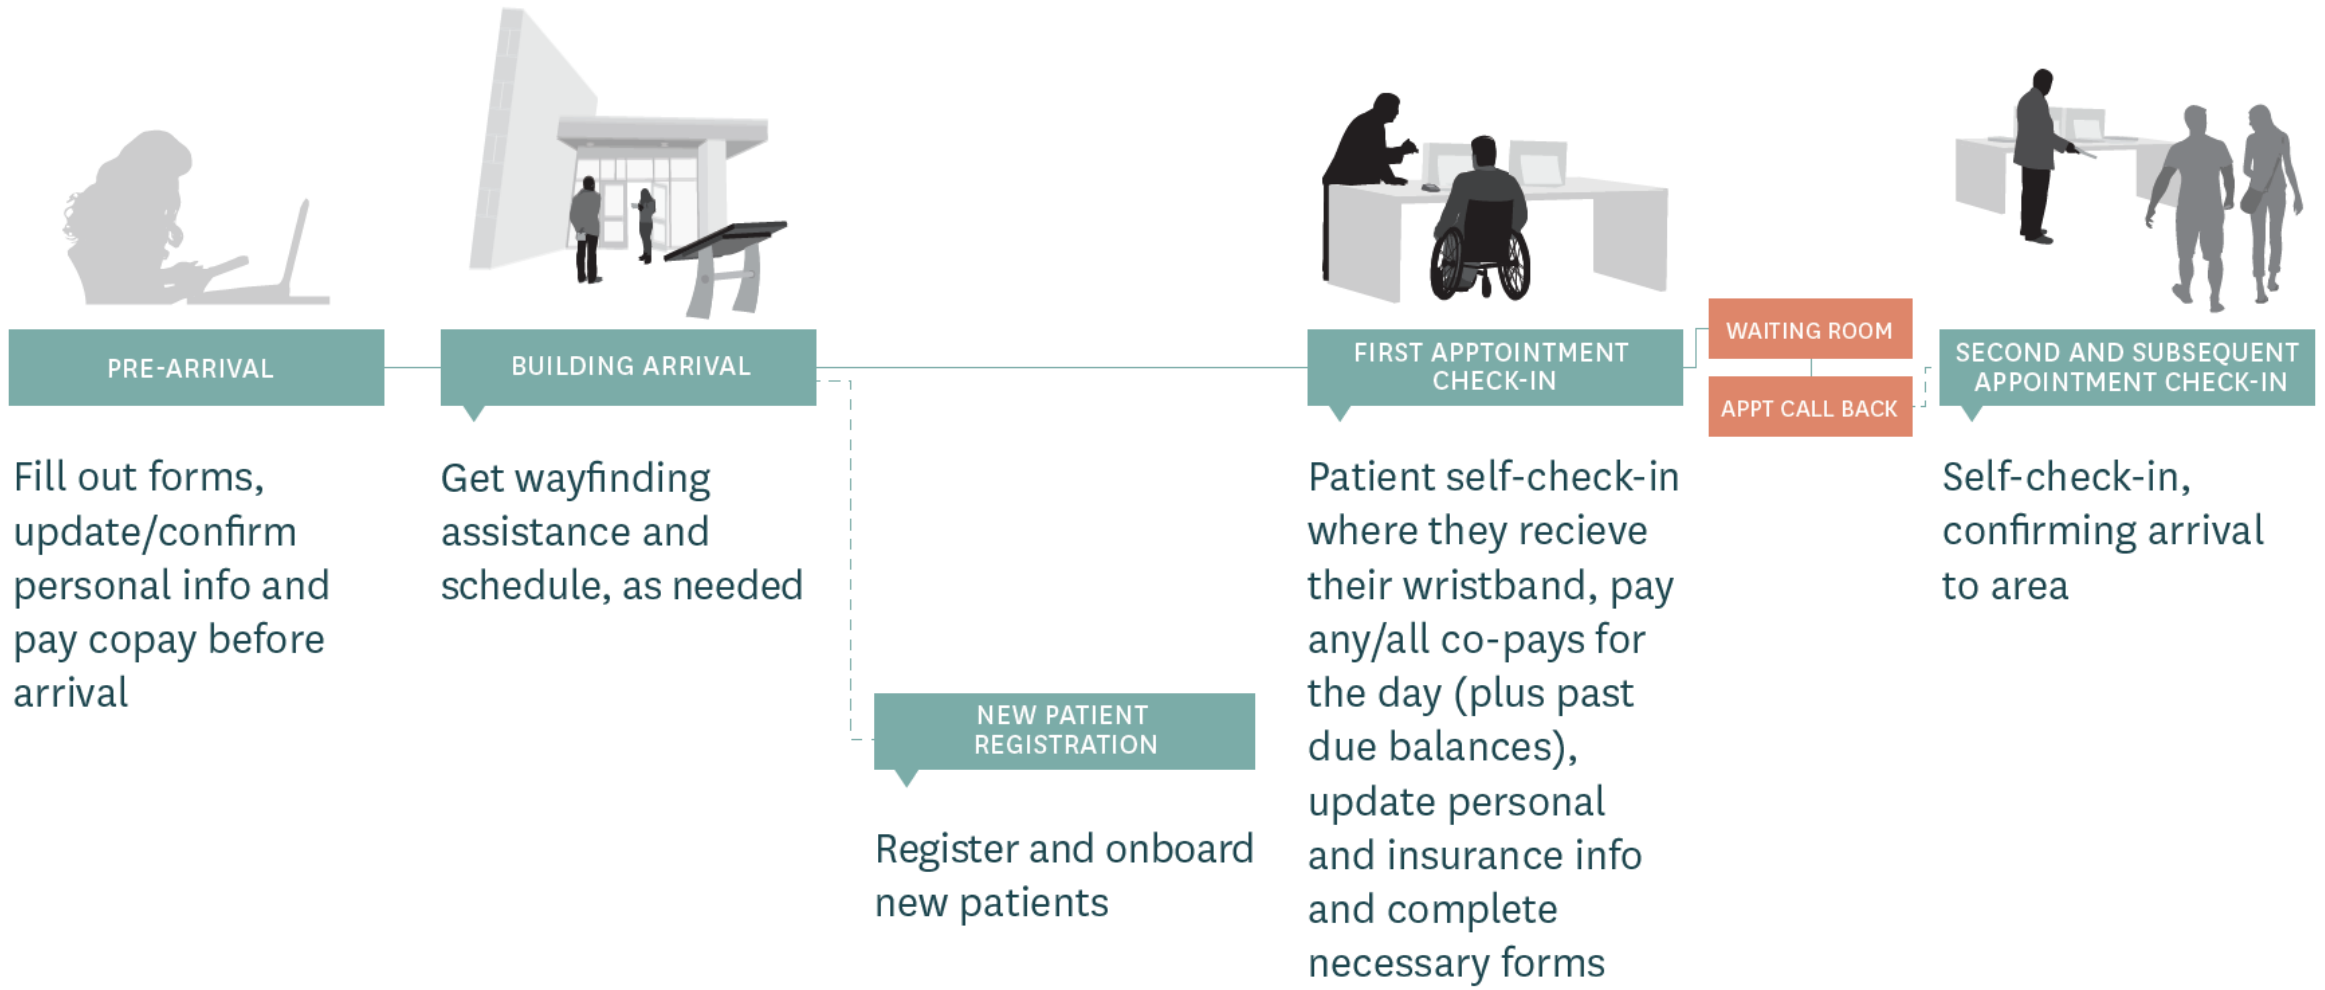 PRE-ARRIVAL
Fill out forms,
update/confirm
personal info and
pay copay before
arrival
BUILDING ARRIVAL
Get wayfinding
assistance and
schedule, as needed
NEW PATIENT
REGISTRATION
Register and onboard
new patients
FIRST APPTOINTMENT
CHECK-IN
Patient self-check-in
where they recieve
their wristband, pay
any/all co-pays for
the day (plus past
due balances),
update personal
and insurance info
and complete
necessary forms
WAITING ROOM
APPT CALL BACK
SECOND AND SUBSEQUENT
APPOINTMENT CHECK-IN
Self-check-in,
confirming arrival
to area